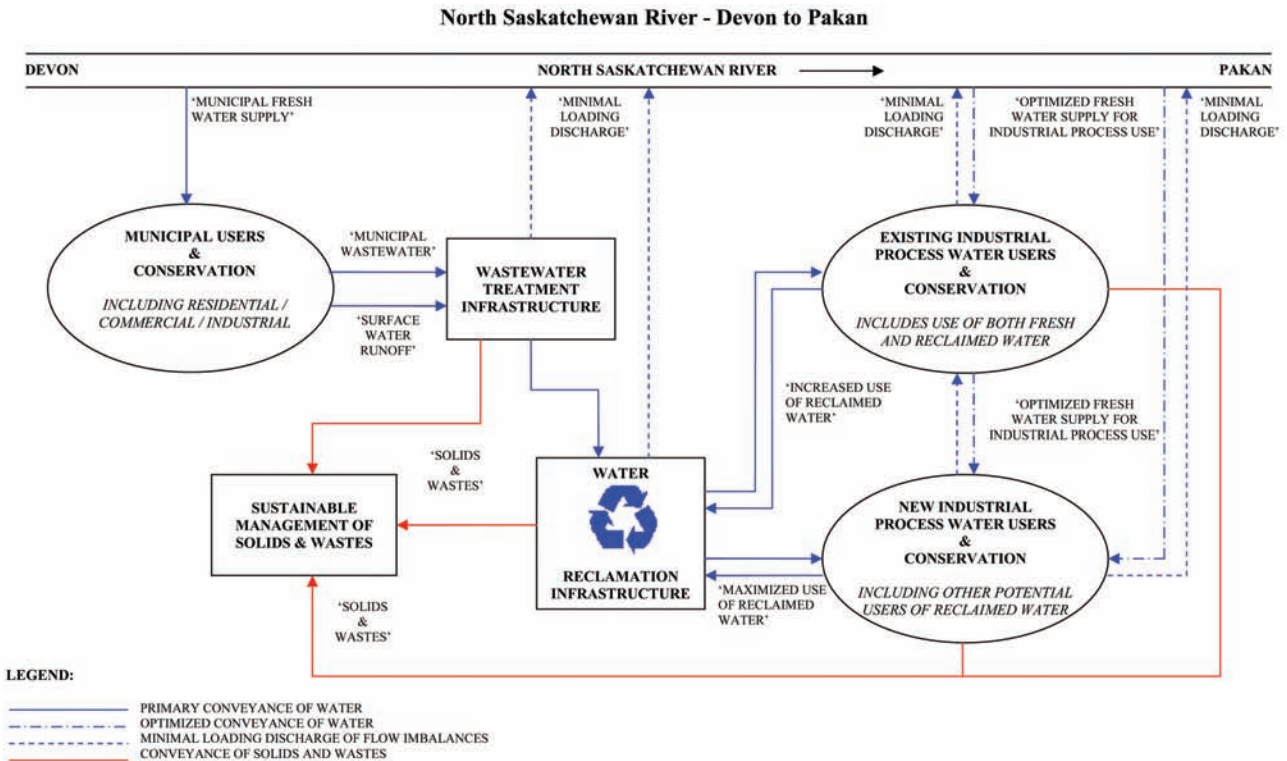 North Saskatchewan River - Devon to Pakan
DEVON
NORTH SASKATCHEWAN RIVER
PAKAN
‘MUNICIPAL FRESH
WATER SUPPLY’
‘MINIMAL
LOADING
DISCHARGE’
‘MINIMAL
LOADING
DISCHARGE’
‘OPTIMIZED FRESH
WATER SUPPLY FOR
INDUSTRIAL PROCESS USE’
‘MINIMAL
LOADING
DISCHARGE’
MUNICIPAL USERS
&
CONSERVATION
INCLUDING RESIDENTIAL /
COMMERCIAL / INDUSTRIAL
‘MUNICIPAL
WASTEWATER’
‘SURFACE
WATER
RUNOFF’
WASTEWATER
TREATMENT
INFRASTRUCTURE
EXISTING INDUSTRIAL
PROCESS WATER USERS
&
CONSERVATION
INCLUDES USE OF BOTH FRESH
AND RECLAIMED WATER
‘INCREASED USE
OF RECLAIMED
WATER’
‘OPTIMIZED FRESH
WATER SUPPLY FOR
INDUSTRIAL PROCESS USE’
‘SOLIDS
&
WASTES’
SUSTAINABLE
MANAGEMENT OF
SOLIDS & WASTES
WATER
RECLAMATION
INFRASTRUCTURE
NEW INDUSTRIAL
PROCESS WATER USERS
&
CONSERVATION
INCLUDING OTHER POTENTIAL
USERS OF RECLAIMED WATER
‘MAXIMIZED USE
OF RECLAIMED
WATER’
‘SOLIDS
&
WASTES’
LEGEND:
PRIMARY CONVEYANCE OF WATER
OPTIMIZED CONVEYANCE OF WATER
MINIMAL LOADING DISCHARGE OF FLOW IMBALANCES
CONVEYANCE OF SOLIDS AND WASTES